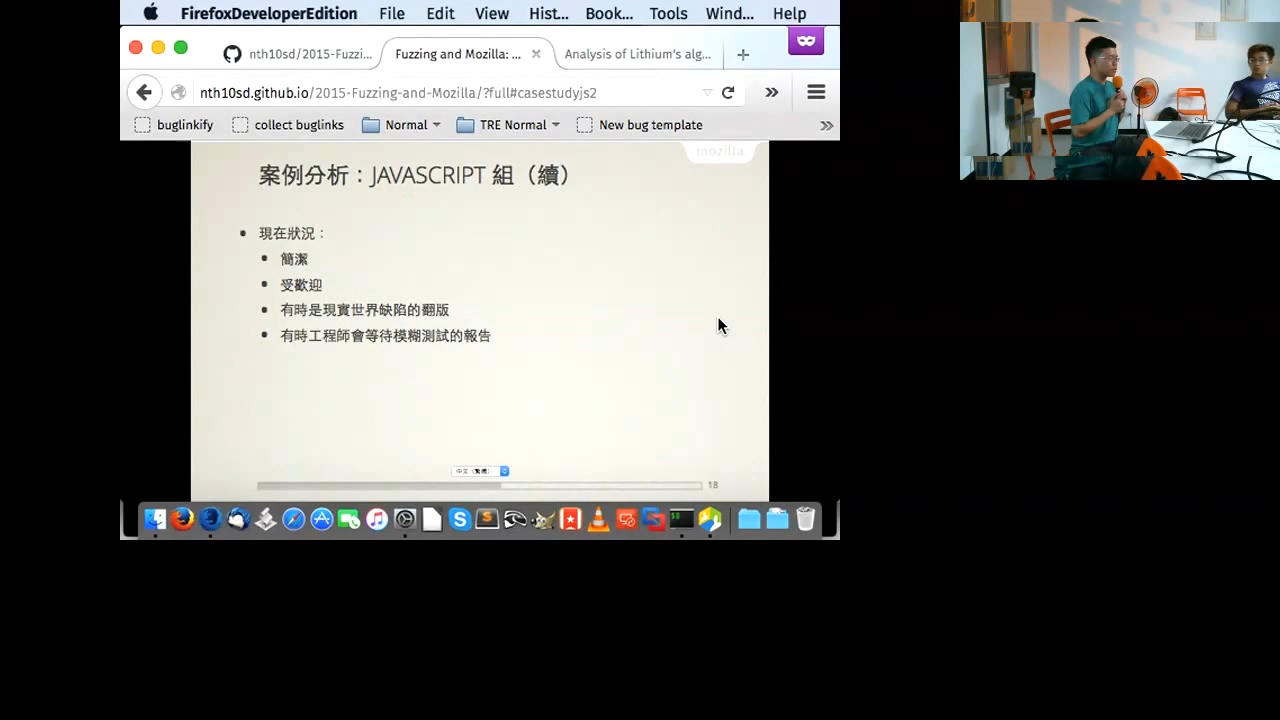 FirefoxDeveloperEdition File Edit View Hist... Book... Tools Wind... Help
nth10sd/2015-Fuzzi... Fuzzing and Mozilla: ... Analysis of Lithium's alg...
nth10sd.github.io/2015-Fuzzing-and-Mozilla/?full#casestudyjs2
buglinkify collect buglinks Normal TRE Normal New bug template
mozilla
案例分析：JAVASCRIPT 組（續）
現在狀況：
簡潔
受歡迎
有時是現實世界缺陷的翻版
有時工程師會等待模糊測試的報告
中文（繁體）
18